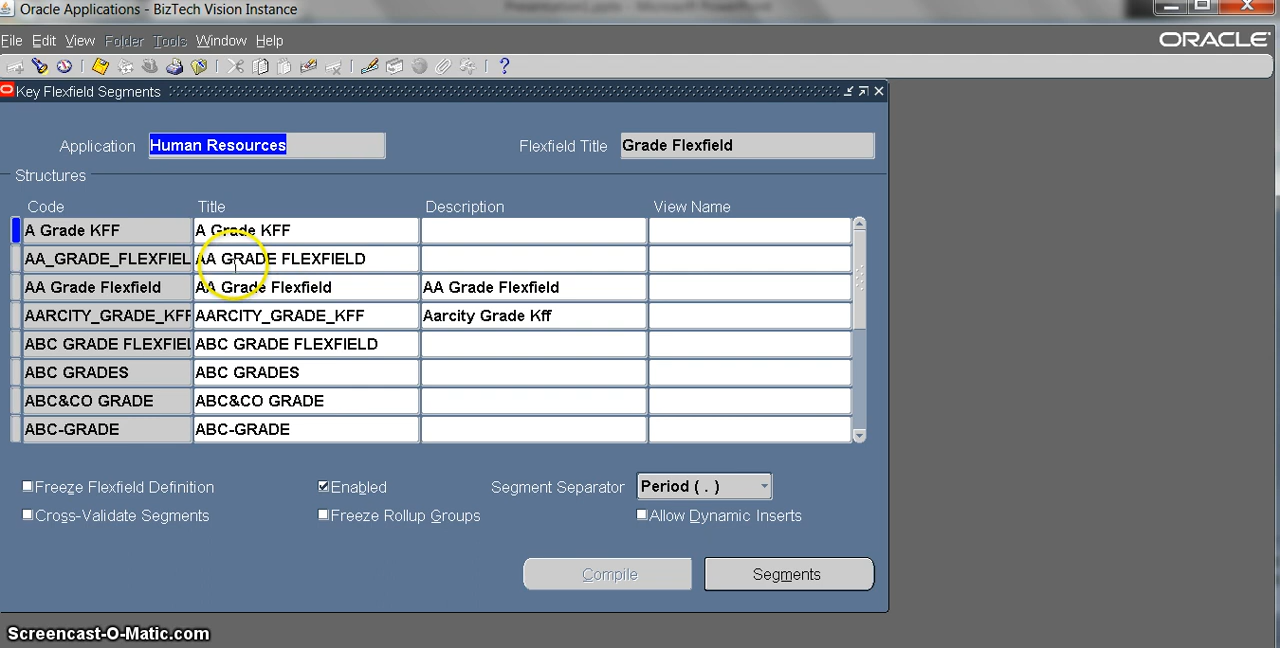 Oracle Applications - BizTech Vision Instance
Presentation1.pptx - Microsoft PowerPoint
File Edit View Folder Tools Window Help
ORACLE
Key Flexfield Segments
Application Human Resources Flexfield Title Grade Flexfield
Structures
Code Title Description View Name
A Grade KFF A Grade KFF
AA_GRADE_FLEXFIEL AA GRADE FLEXFIELD
AA Grade Flexfield AA Grade Flexfield AA Grade Flexfield
AARCITY_GRADE_KFF AARCITY_GRADE_KFF Aarcity Grade Kff
ABC GRADE FLEXFIEL ABC GRADE FLEXFIELD
ABC GRADES ABC GRADES
ABC&CO GRADE ABC&CO GRADE
ABC-GRADE ABC-GRADE
Freeze Flexfield Definition Enabled Segment Separator Period ( . )
Cross-Validate Segments Freeze Rollup Groups Allow Dynamic Inserts
Compile Segments
Screencast-O-Matic.com